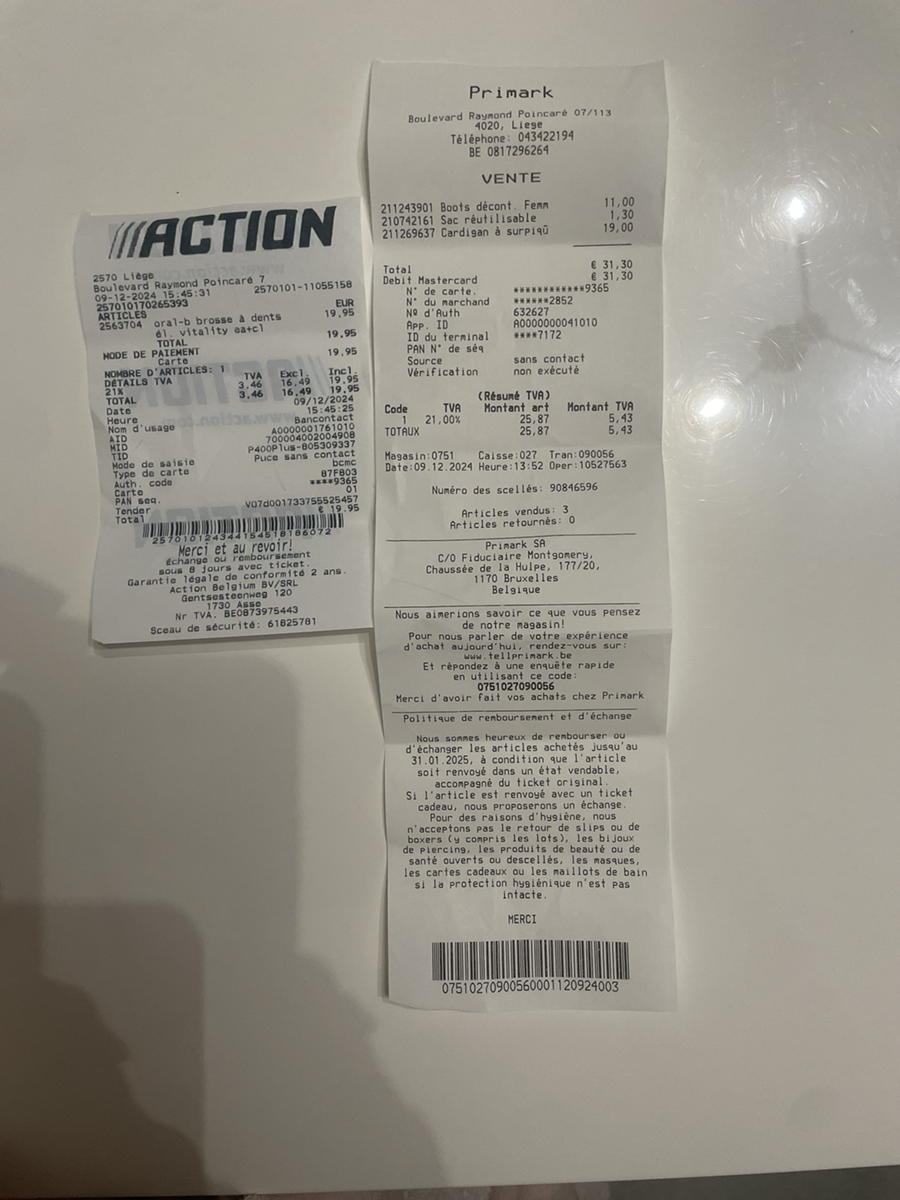 ///ACTION
2570 Liège
Boulevard Raymond Poincaré 7
09-12-2024 15:45:31 2570101-11055158
257010170265393
ARTICLES EUR
2563704 oral-b brosse à dents 19,95
él. vitality ea+cl
TOTAL 19,95
MODE DE PAIEMENT
Carte 19,95
NOMBRE D'ARTICLES: 1
DÉTAILS TVA TVA Excl. Incl.
21% 3,46 16,49 19,95
TOTAL 3,46 16,49 19,95
Date 09/12/2024
Heure 15:45:25
Nom d'usage Bancontact
AID A0000001761010
MID 700004002004908
TID P400Plus-805309337
Mode de saisie Puce sans contact
Type de carte bcmc
Auth. code 87F803
Carte ****9365
PAN seq. 01
Tender V07d001733755525457
Total € 19.95
257010124344154518186072
Merci et au revoir!
Échange ou remboursement
sous 8 jours avec ticket.
Garantie légale de conformité 2 ans.
Action Belgium BV/SRL
Gentsesteenweg 120
1730 Asse
Nr TVA. BE0873975443
Sceau de sécurité: 61825781
Primark
Boulevard Raymond Poincaré 07/113
4020, Liege
Téléphone: 043422194
BE 0817296264
VENTE
211243901 Boots décont. Femm 11,00
210742161 Sac réutilisable 1,30
211269637 Cardigan à surpiqû 19,00
Total € 31,30
Debit Mastercard € 31,30
N° de carte. ************9365
N° du marchand ******2852
Nº d'Auth 632627
App. ID A0000000041010
ID du terminal ****7172
PAN N° de séq
Source sans contact
Vérification non exécuté
(Résumé TVA)
Code TVA Montant art Montant TVA
1 21,00% 25,87 5,43
TOTAUX 25,87 5,43
Magasin:0751 Caisse:027 Tran:090056
Date:09.12.2024 Heure:13:52 Oper:10527563
Numéro des scellés: 90846596
Articles vendus: 3
Articles retournés: 0
Primark SA
C/O Fiduciaire Montgomery,
Chaussée de la Hulpe, 177/20,
1170 Bruxelles
Belgique
Nous aimerions savoir ce que vous pensez
de notre magasin!
Pour nous parler de votre expérience
d'achat aujourd'hui, rendez-vous sur:
www.tellprimark.be
Et répondez à une enquête rapide
en utilisant ce code:
0751027090056
Merci d'avoir fait vos achats chez Primark
Politique de remboursement et d'échange
Nous sommes heureux de rembourser ou
d'échanger les articles achetés jusqu'au
31.01.2025, à condition que l'article
soit renvoyé dans un état vendable,
accompagné du ticket original.
Si l'article est renvoyé avec un ticket
cadeau, nous proposerons un échange.
Pour des raisons d'hygiène, nous
n'acceptons pas le retour de slips ou de
boxers (y compris les lots), les bijoux
de piercing, les produits de beauté ou de
santé ouverts ou descellés, les masques,
les cartes cadeaux ou les maillots de bain
si la protection hygiénique n'est pas
intacte.
MERCI
07510270900560001120924003